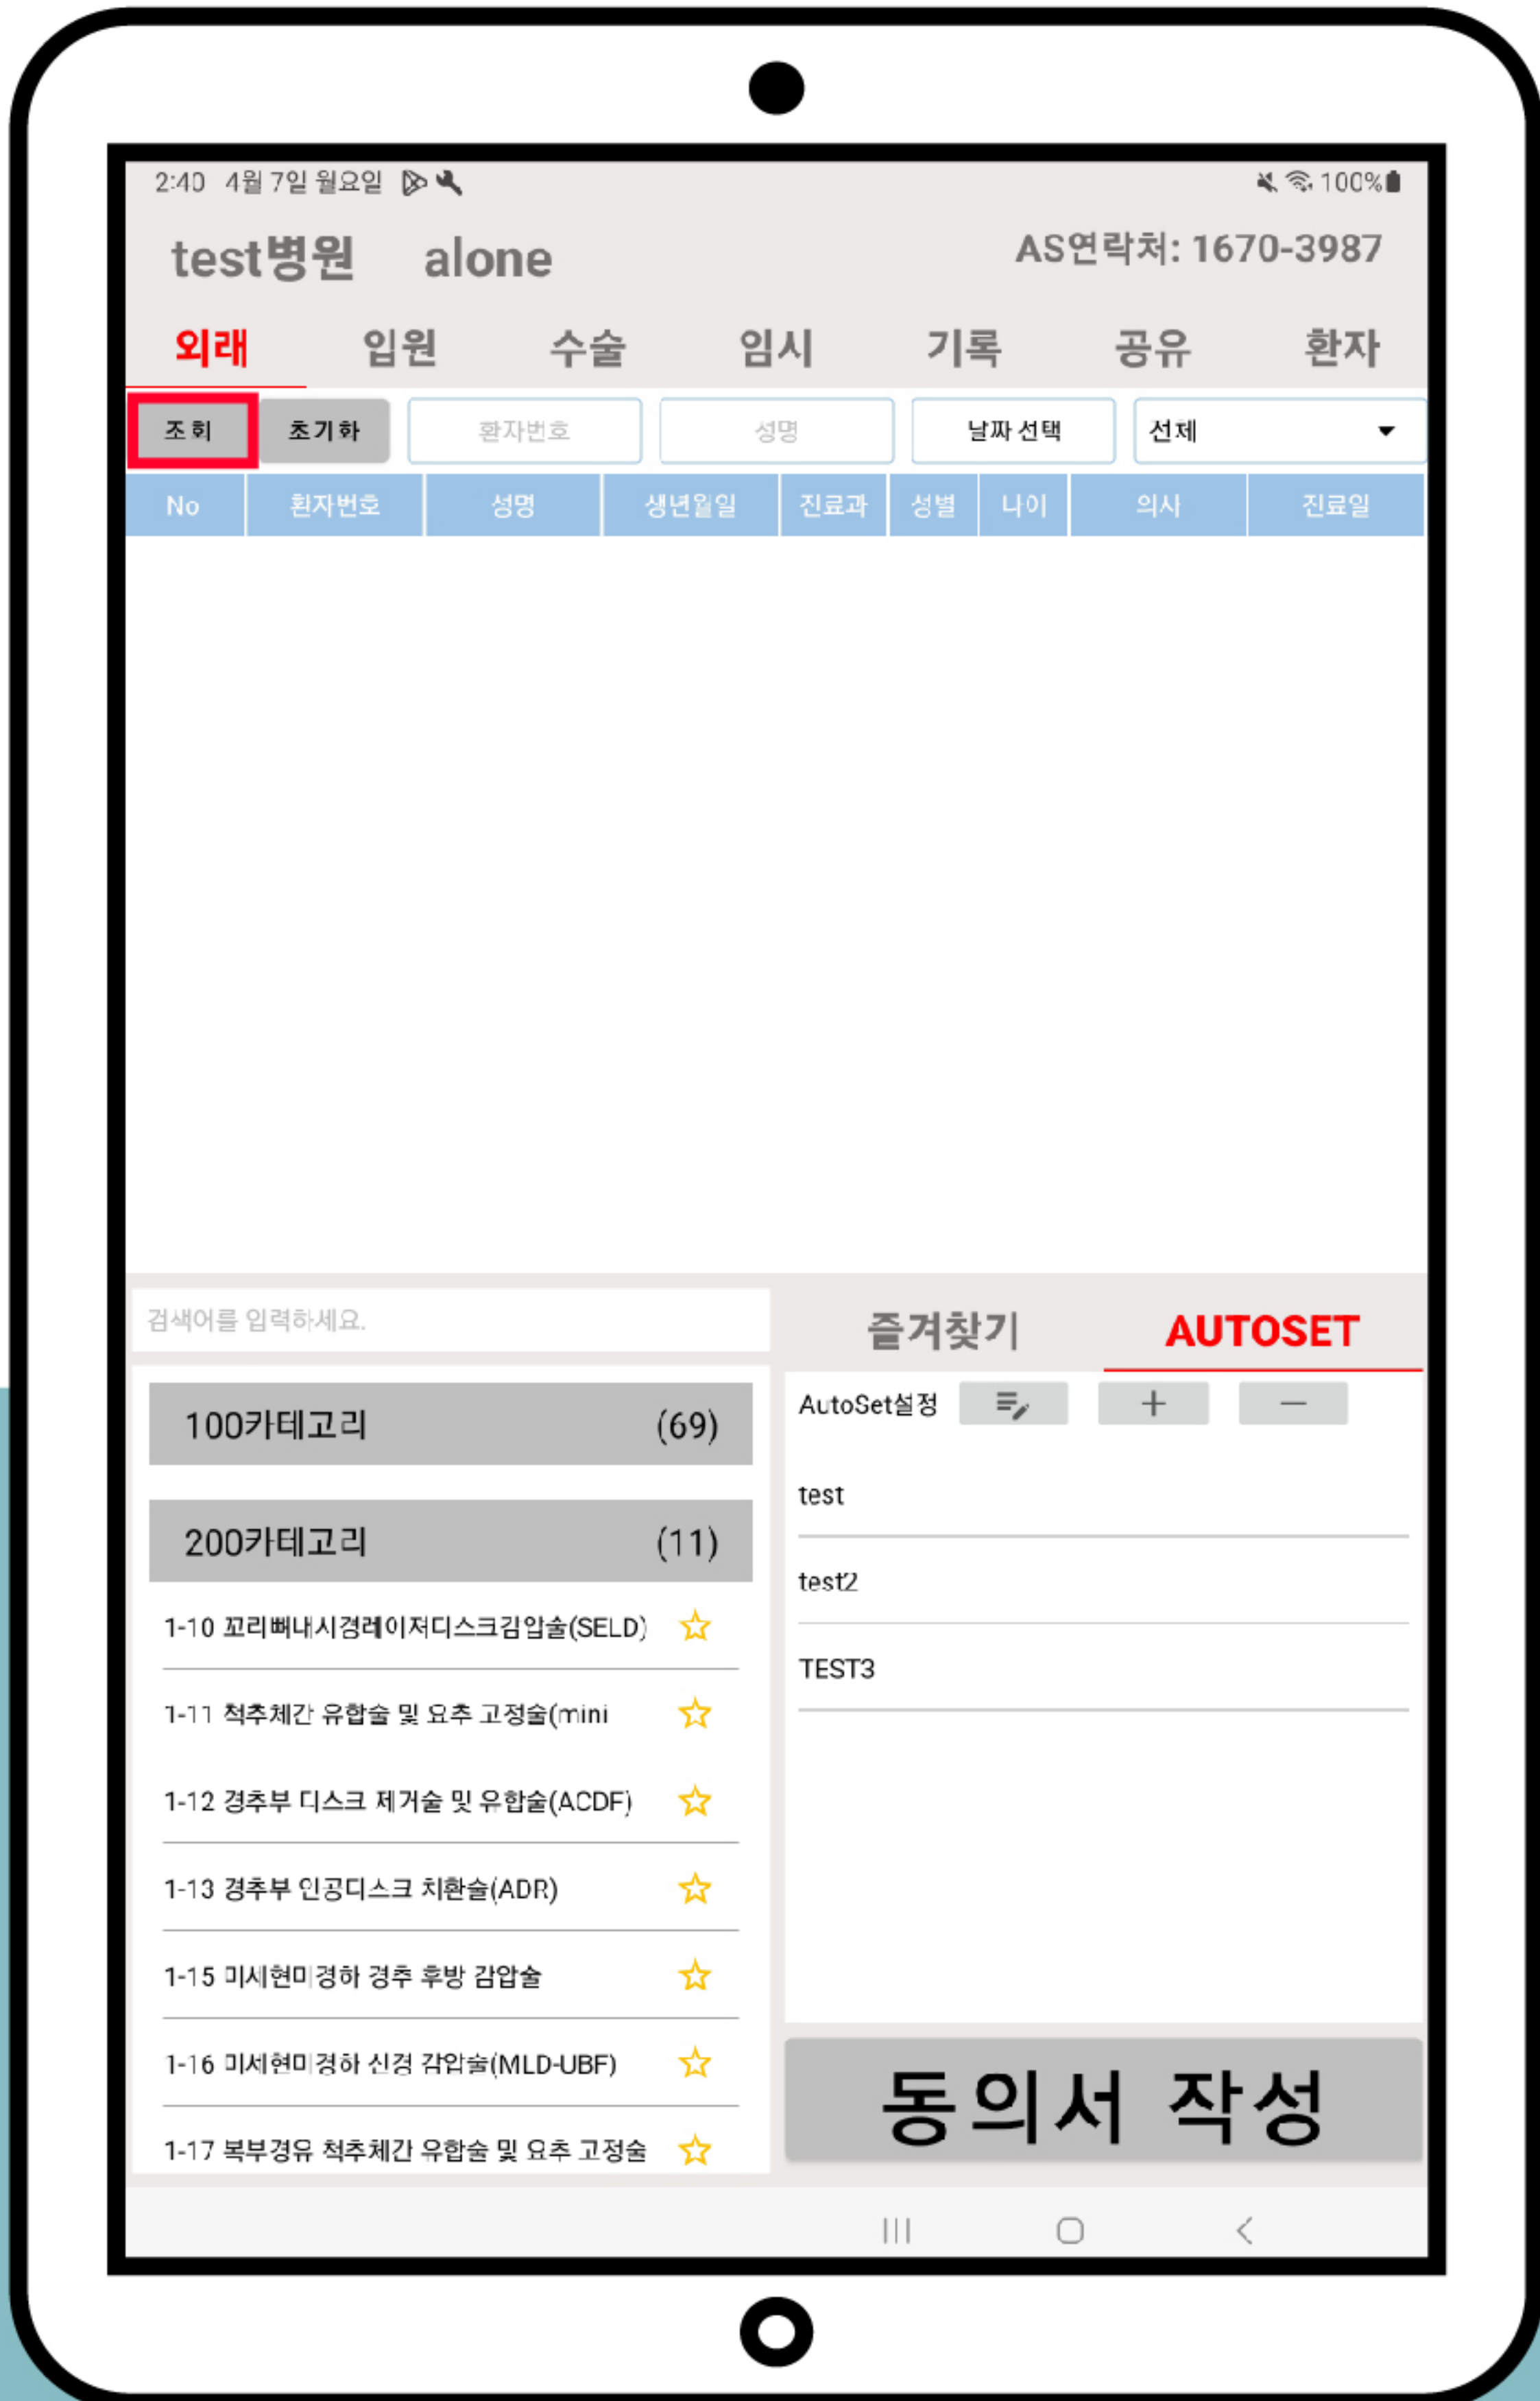 2:40 4월 7일 월요일 100%
test병원 alone AS연락처: 1670-3987
외래 입원 수술 임시 기록 공유 환자
조회 초기화 환자번호 성명 날짜 선택 전체
No 환자번호 성명 생년월일 진료과 성별 나이 의사 진료일
검색어를 입력하세요.
100카테고리 (69)
200카테고리 (11)
1-10 꼬리뼈내시경레이져디스크감압술(SELD)
1-11 척추체간 유합술 및 요추 고정술(mini
1-12 경추부 디스크 제거술 및 유합술(ACDF)
1-13 경추부 인공디스크 치환술(ADR)
1-15 미세현미경하 경추 후방 감압술
1-16 미세현미경하 신경 감압술(MLD-UBF)
1-17 복부경유 척추체간 유합술 및 요추 고정술
즐겨찾기 AUTOSET
AutoSet설정
test
test2
TEST3
동의서 작성